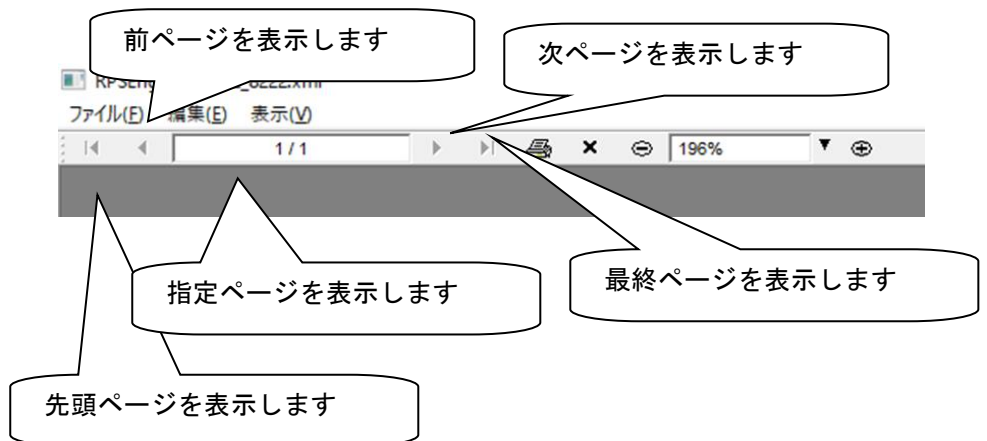 前ページを表示します
次ページを表示します
ファイル(F) 編集(E) 表示(V)
1 / 1
196%
指定ページを表示します
最終ページを表示します
先頭ページを表示します